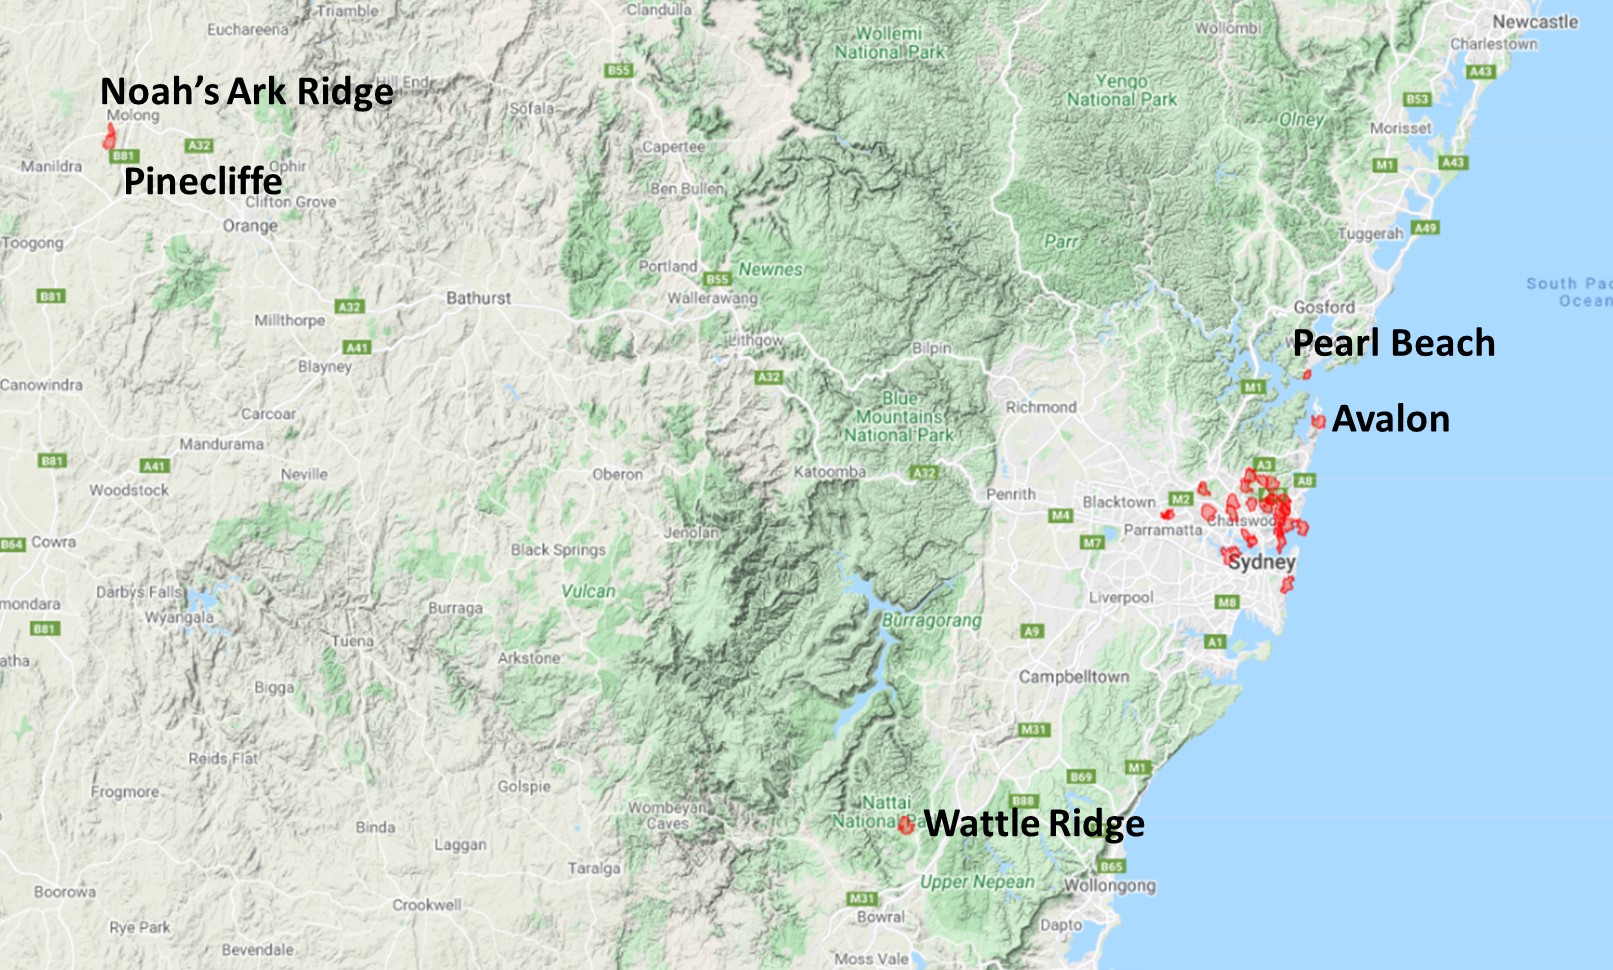 Triamble
Clandulla
Wollemi
National Park
Wollombi
Newcastle
Charlestown
Euchareena
B55
A43
Yengo
National Park
Noah's Ark Ridge
Hill End
Molong
Sofala
B53
Olney
Morisset
A32
B81
Capertee
M1
A43
Manildra
Ophir
Pinecliffe
Clifton Grove
Ben Bullen
Orange
Toogong
Parr
Tuggerah
A49
Portland
B55
Newnes
South Pac
Ocean
B81
Bathurst
Wallerawang
A32
Gosford
Millthorpe
A41
Lithgow
Bilpin
Pearl Beach
Blayney
Canowindra
A32
M1
Blue
Mountains
National Park
Richmond
Carcoar
Avalon
Mandurama
B81
A41
Neville
Oberon
Katoomba
A32
A3
A8
Woodstock
Penrith
Blacktown
M2
M4
Parramatta
Chatswood
B64
Cowra
Jenolan
M7
Black Springs
Sydney
Darbys Falls
Vulcan
mondara
Wyangala
Burraga
Liverpool
M8
B81
Burragorang
A9
A1
Tuena
atha
Arkstone
Bigga
Campbelltown
M31
Reids Flat
Golspie
B69
M1
Frogmore
Wombeyan
Caves
Nattai
National Pa
B88
Wattle Ridge
Binda
Laggan
Taralga
B65
Boorowa
Upper Nepean
Wollongong
M31
Crookwell
Bowral
Rye Park
Dapto
Bevendale
Moss Vale